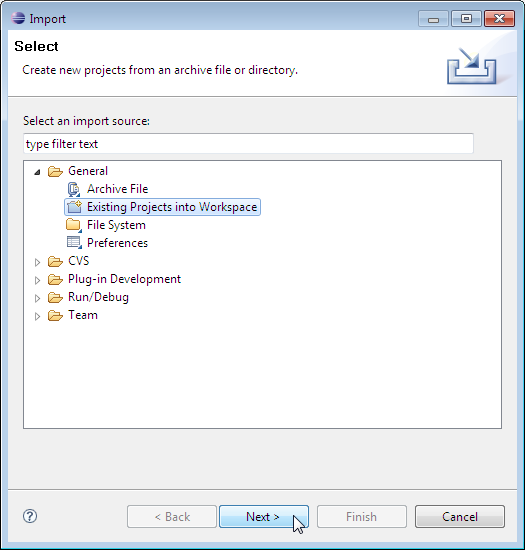 Import
Select
Create new projects from an archive file or directory.
Select an import source:
type filter text
General
Archive File
Existing Projects into Workspace
File System
Preferences
CVS
Plug-in Development
Run/Debug
Team
? < Back Next > Finish Cancel